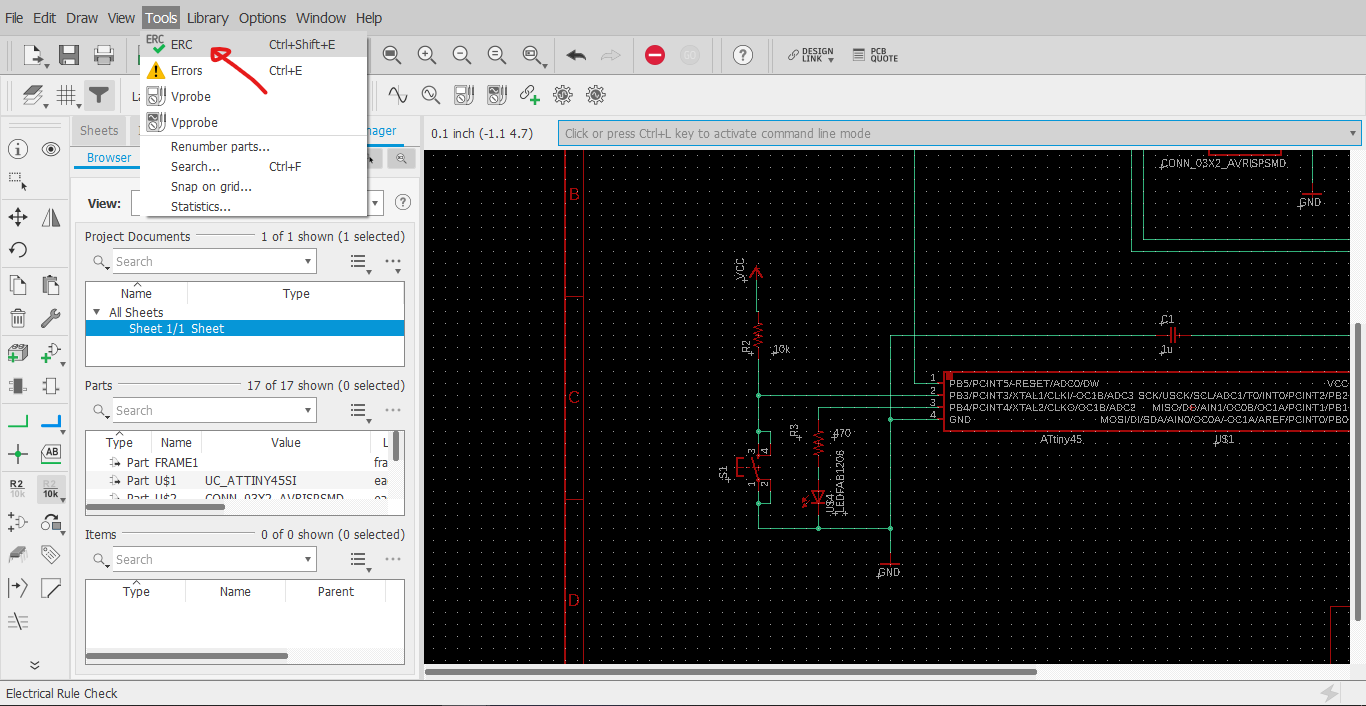 File Edit Draw View Tools Library Options Window Help
ERC ERC Ctrl+Shift+E
Errors Ctrl+E
Vprobe
Vpprobe
Renumber parts...
Search... Ctrl+F
Snap on grid...
Statistics...
DESIGN LINK
PCB QUOTE
GO
La
Sheets
nager
0.1 inch (-1.1 4.7)
Click or press Ctrl+L key to activate command line mode
Browser
View:
Project Documents 1 of 1 shown (1 selected)
Search
Name Type
All Sheets
Sheet 1/1 Sheet
Parts 17 of 17 shown (0 selected)
Search
Type Name Value L
Part FRAME1 fra
Part U$1 UC_ATTINY45SI ea
Part U$2 CONN_03X2_AVRISPSMD ea
Items 0 of 0 shown (0 selected)
Search
Type Name Parent
AB
R2
10k
R2
10k
B
C
D
CONN_03X2_AVRISPSMD
GND
VCC
R2
10k
C1
1u
1 PB5/PCINT5/-RESET/ADC0/DW VCC
2 PB3/PCINT3/XTAL1/CLKI/-OC1B/ADC3 SCK/USCK/SCL/ADC1/T0/INT0/PCINT2/PB2
3 PB4/PCINT4/XTAL2/CLKO/OC1B/ADC2 MISO/DO/AIN1/OC0B/OC1A/PCINT1/PB1
4 GND MOSI/DI/SDA/AIN0/OC0A/-OC1A/AREF/PCINT0/PB0
ATtiny45 U$1
R3
470
S1
3
4
1
2
U$4
LEDFAB1206
GND
Electrical Rule Check